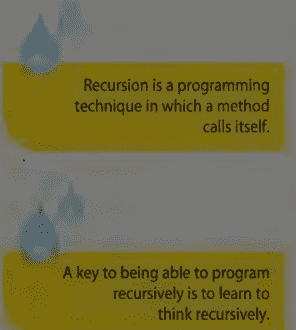 Recursion is a programming
technique in which a method
calls itself.
A key to being able to program
recursively is to learn to
think recursively.